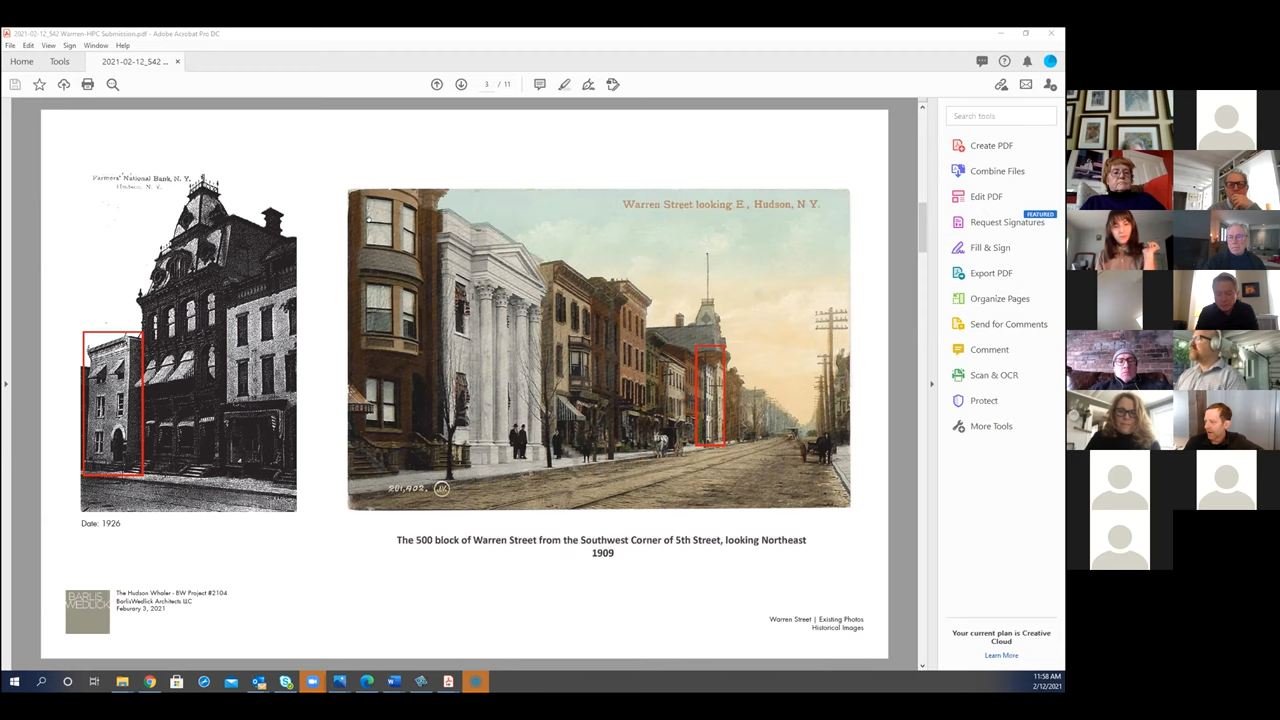 2021-02-12_542 Warren-HPC Submission.pdf - Adobe Acrobat Pro DC
File Edit View Sign Window Help
Home Tools 2021-02-12_542 ... ×
3 / 11
Search tools
Create PDF
Combine Files
Edit PDF
FEATURED
Request Signatures
Fill & Sign
Export PDF
Organize Pages
Send for Comments
Comment
Scan & OCR
Protect
More Tools
Your current plan is Creative
Cloud
Learn More
Farmers' National Bank, N. Y.
Hudson, N. Y.
Warren Street looking E., Hudson, N. Y.
201,902.
Date: 1926
The 500 block of Warren Street from the Southwest Corner of 5th Street, looking Northeast
1909
BARLIS
WEDLICK
The Hudson Whaler - BW Project #2104
BarlisWedlick Architects LLC
Feburary 3, 2021
Warren Street | Existing Photos
Historical Images
11:58 AM
2/12/2021